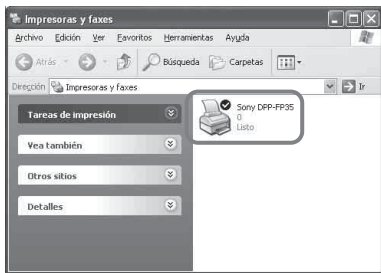 Impresoras y faxes
Archivo Edición Ver Favoritos Herramientas Ayuda
Atrás Búsqueda Carpetas
Dirección Impresoras y faxes Ir
Tareas de impresión
Vea también
Otros sitios
Detalles
Sony DPP-FP35
0
Listo